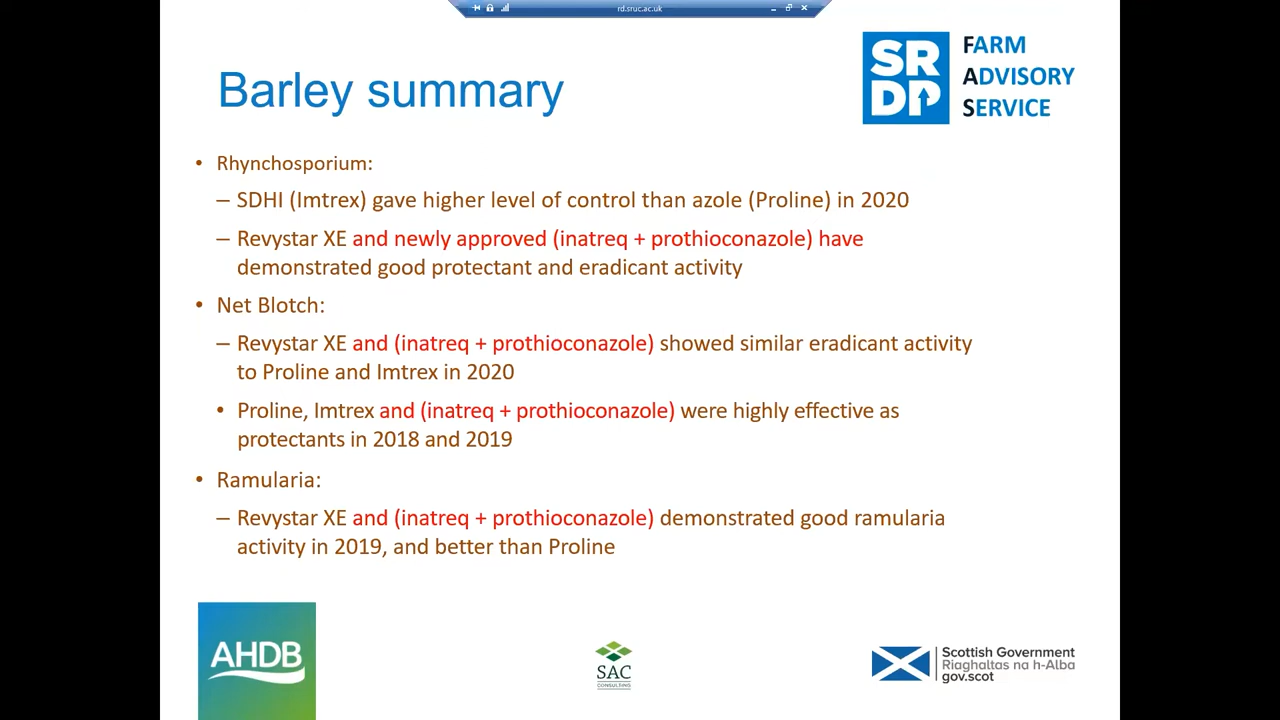 rd.sruc.ac.uk
Barley summary
SR
DP
FARM
ADVISORY
SERVICE
• Rhynchosporium:
– SDHI (Imtrex) gave higher level of control than azole (Proline) in 2020
– Revystar XE and newly approved (inatreq + prothioconazole) have
demonstrated good protectant and eradicant activity
• Net Blotch:
– Revystar XE and (inatreq + prothioconazole) showed similar eradicant activity
to Proline and Imtrex in 2020
• Proline, Imtrex and (inatreq + prothioconazole) were highly effective as
protectants in 2018 and 2019
• Ramularia:
– Revystar XE and (inatreq + prothioconazole) demonstrated good ramularia
activity in 2019, and better than Proline
AHDB
SAC
CONSULTING
Scottish Government
Riaghaltas na h-Alba
gov.scot